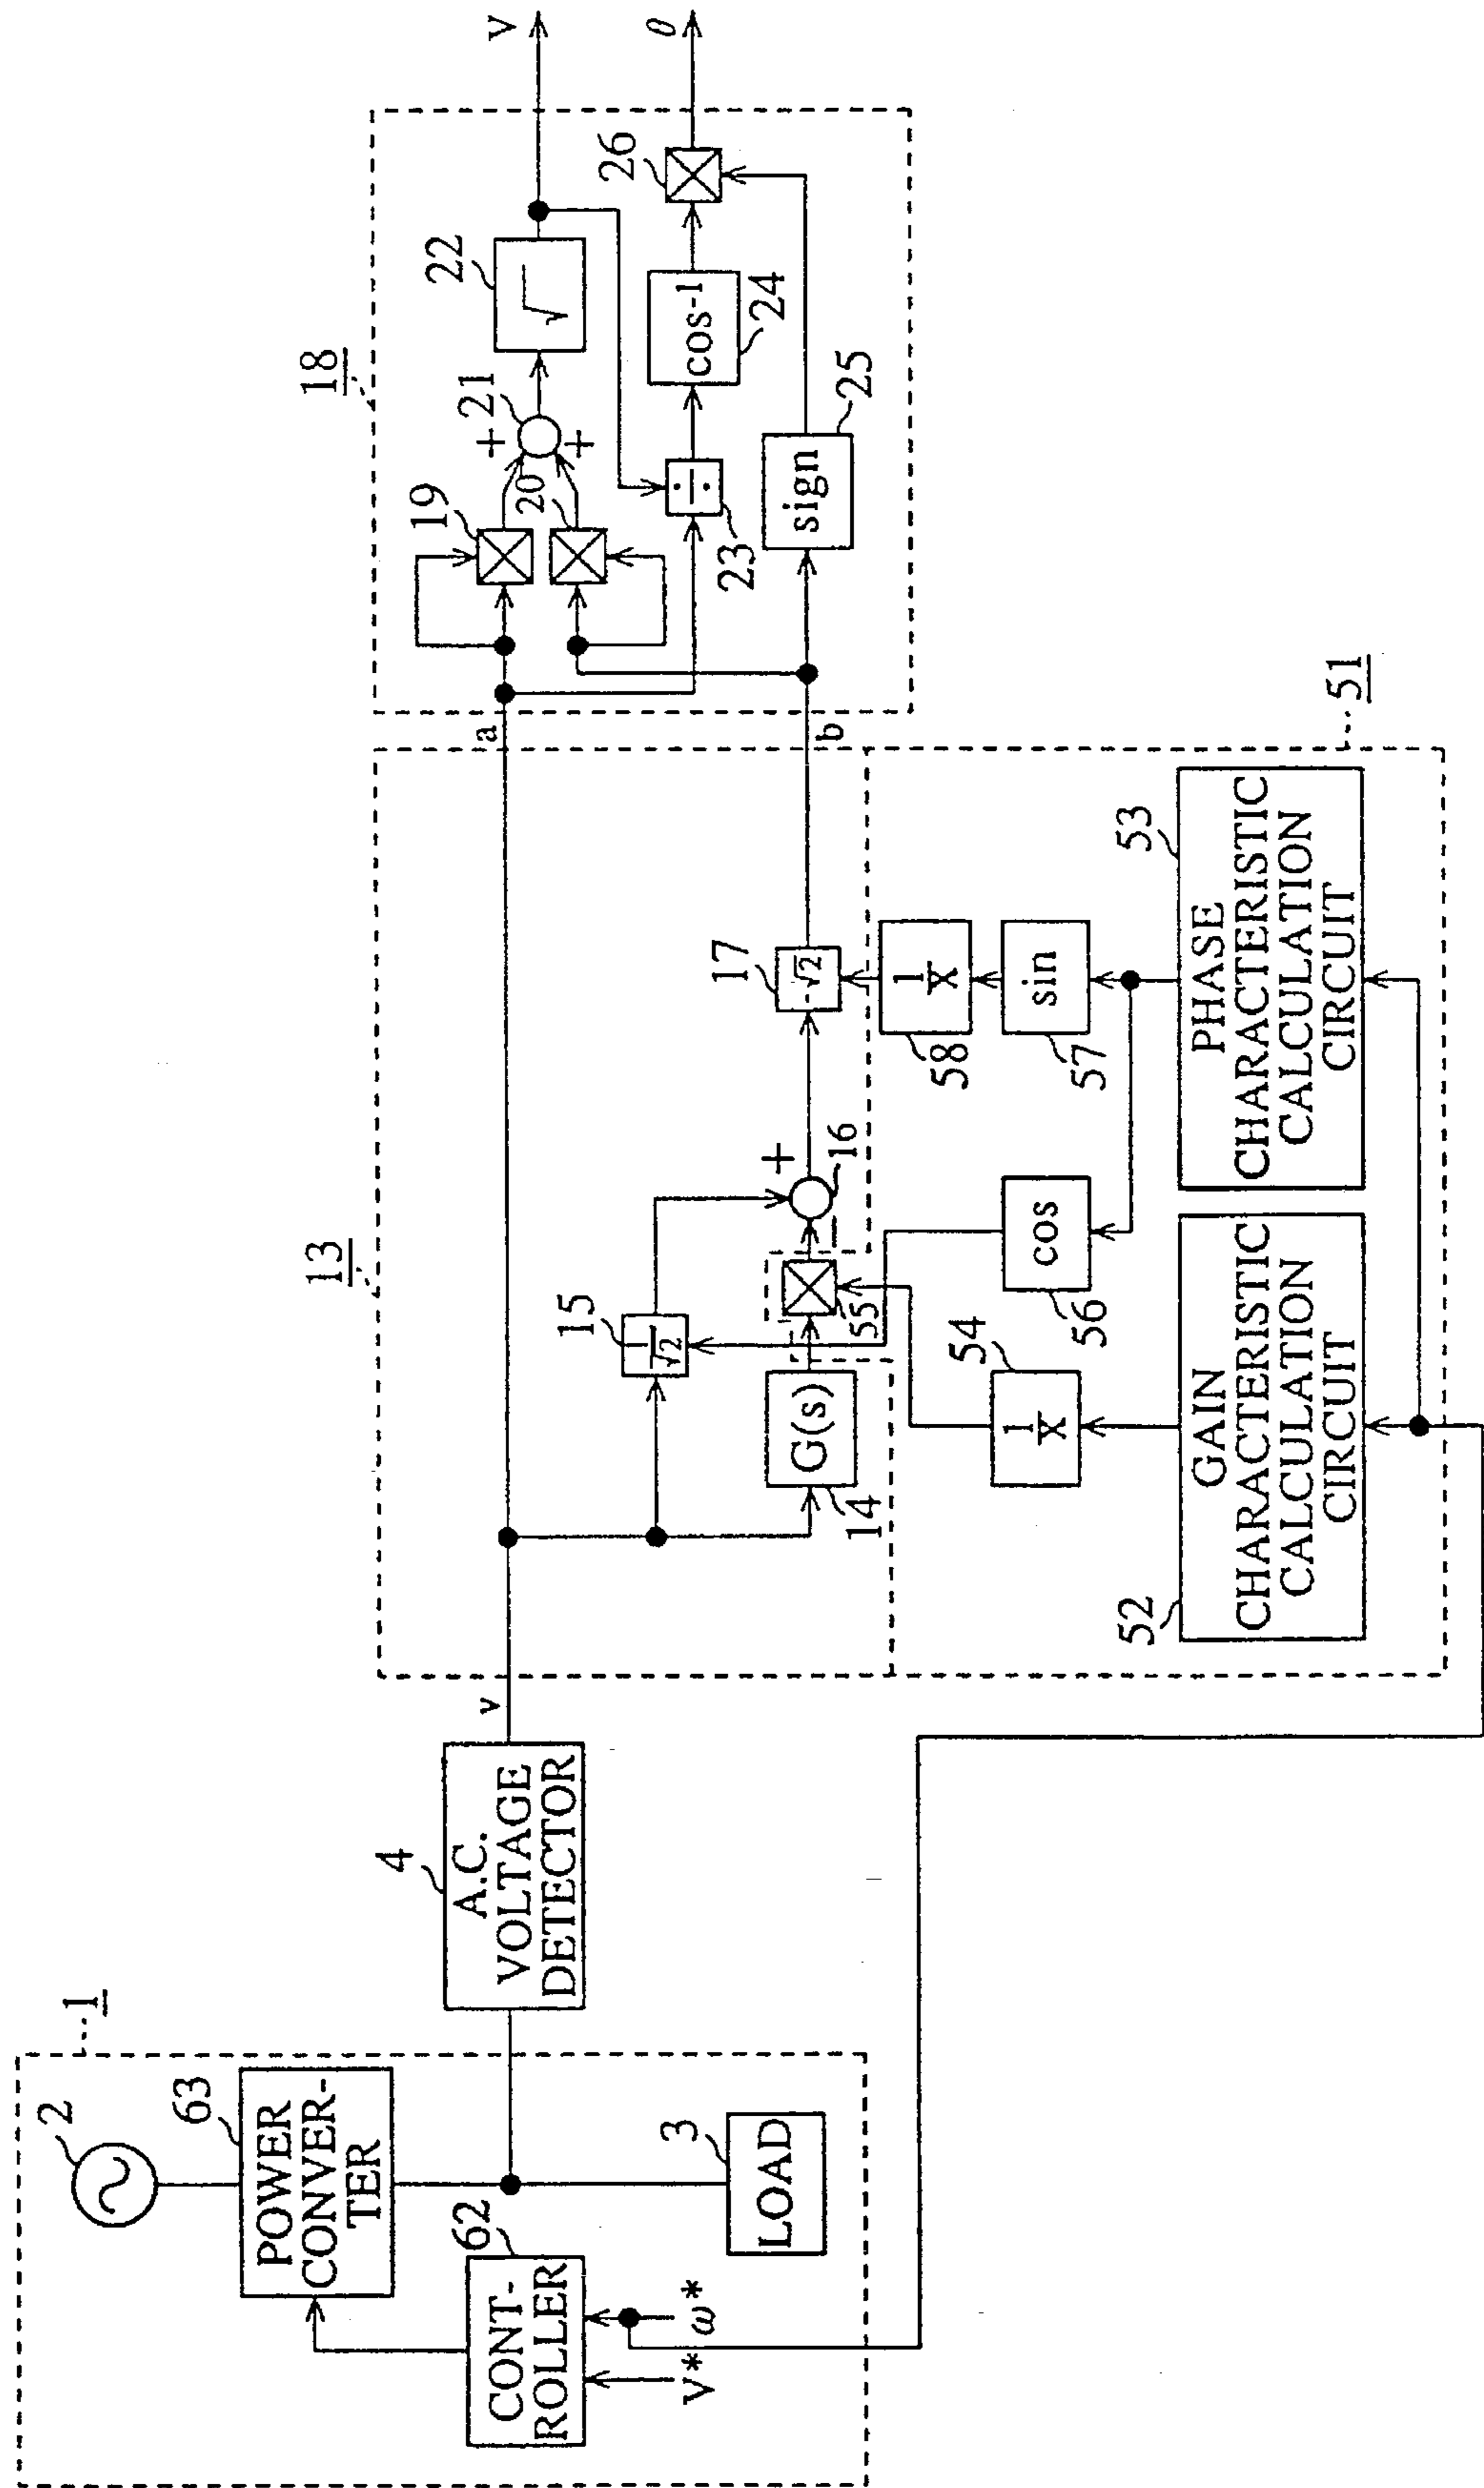 1
2
63
POWER
CONVER-
TER
62
CONT-
ROLLER
V*
ω*
3
LOAD
4
A.C.
VOLTAGE
DETECTOR
v
13
15
1
√2
14
G(s)
55
16
+
−
17
-√2
a
b
18
19
20
21
+
+
22
√
23
÷
24
cos-1
25
sign
26
V
θ
51
52
GAIN
CHARACTERISTIC
CALCULATION
CIRCUIT
53
PHASE
CHARACTERISTIC
CALCULATION
CIRCUIT
54
1
X
56
cos
57
sin
58
1
X